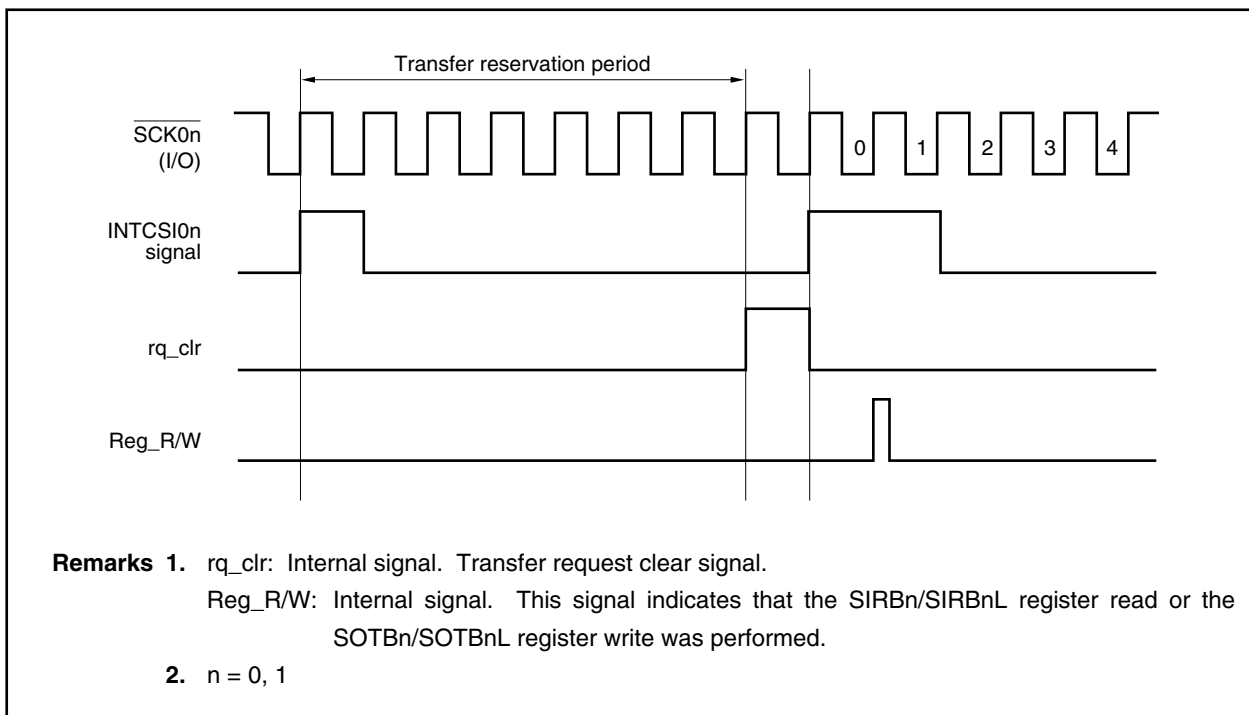 Transfer reservation period
SCK0n
(I/O)
0 1 2 3 4
INTCSI0n
signal
rq_clr
Reg_R/W
Remarks 1. rq_clr: Internal signal. Transfer request clear signal.
Reg_R/W: Internal signal. This signal indicates that the SIRBn/SIRBnL register read or the
SOTBn/SOTBnL register write was performed.
2. n = 0, 1